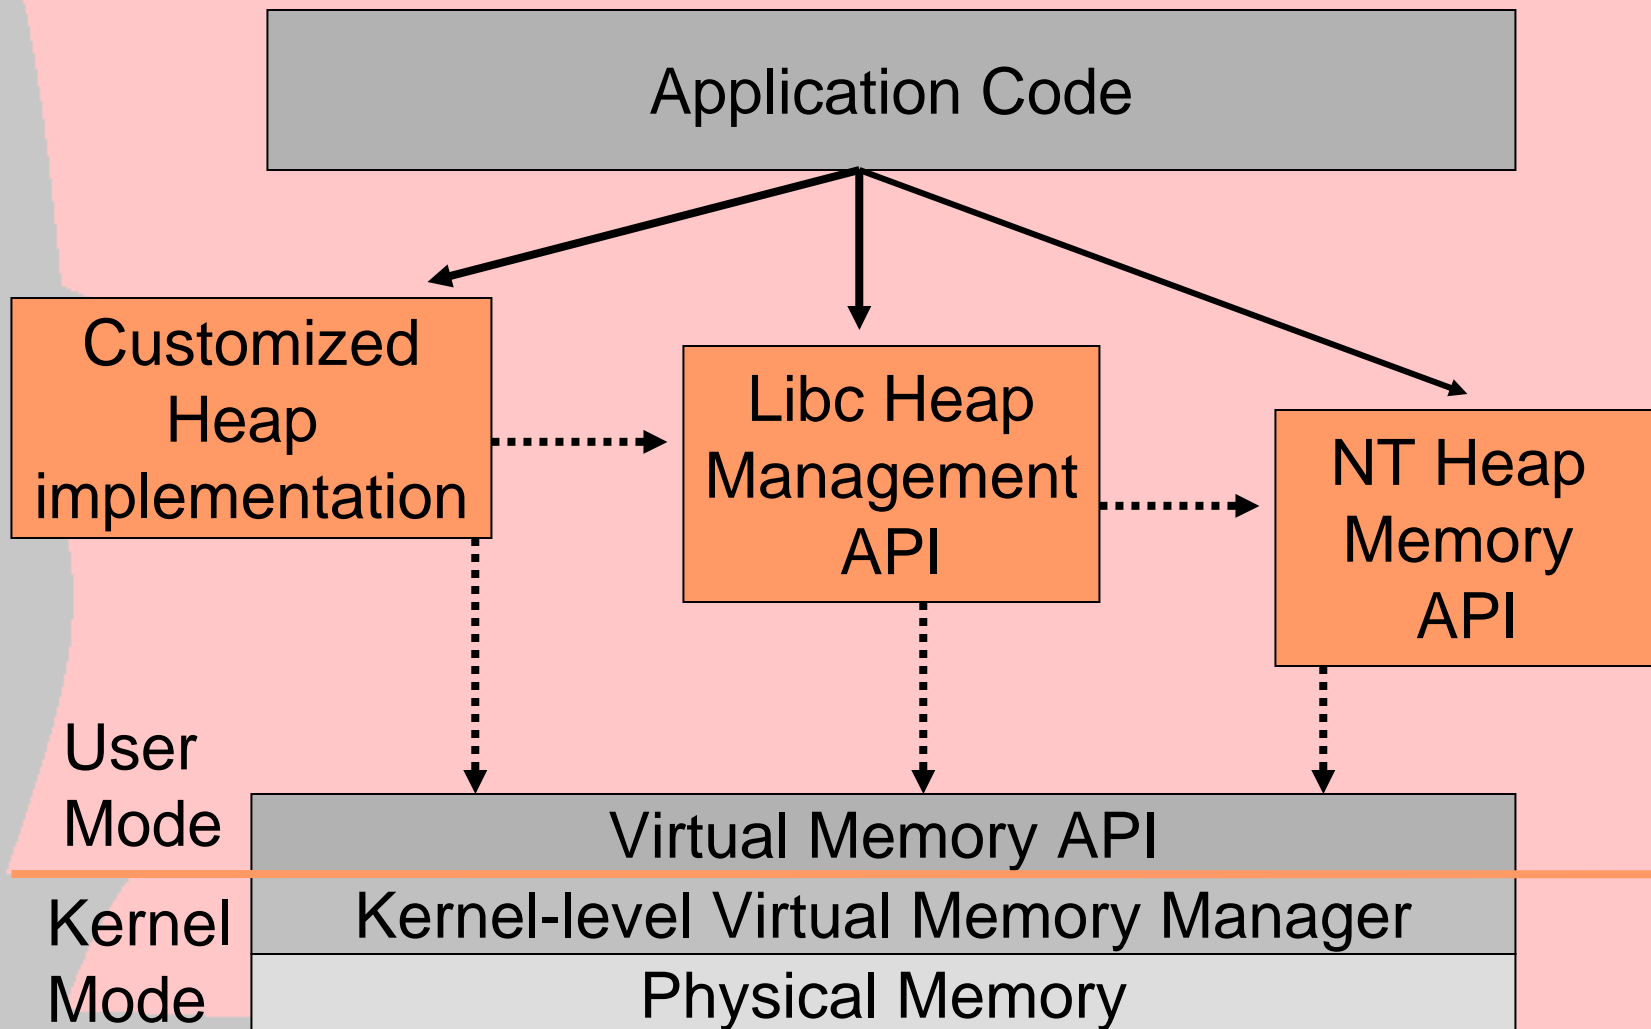 Application Code
Customized
Heap
implementation
Libc Heap
Management
API
NT Heap
Memory
API
User
Mode
Virtual Memory API
Kernel
Mode
Kernel-level Virtual Memory Manager
Physical Memory